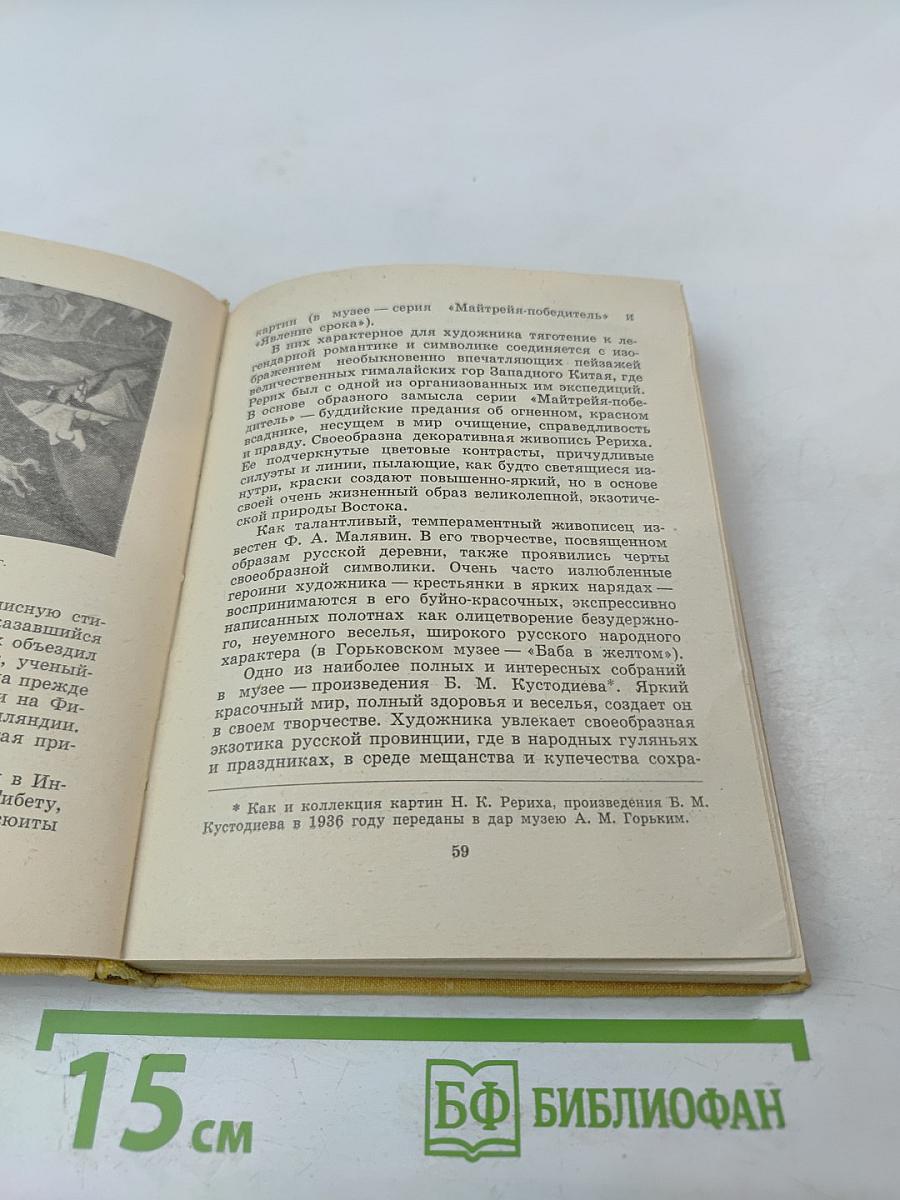 г.
исную сти-
казавшийся
к объездил
, ученый-
а прежде
и на Фи-
ляндии.
ая при-
в Ин-
Тибету,
сюиты
картин (в музее — серия «Майтрейя-победитель» и
«Явление срока»).
В них характерное для художника тяготение к ле-
гендарной романтике и символике соединяется с изо-
бражением необыкновенно впечатляющих пейзажей
величественных гималайских гор Западного Китая, где
Рерих был с одной из организованных им экспедиций.
В основе образного замысла серии «Майтрейя-побе-
дитель» — буддийские предания об огненном, красном
всаднике, несущем в мир очищение, справедливость
и правду. Своеобразна декоративная живопись Рериха.
Ее подчеркнутые цветовые контрасты, причудливые
силуэты и линии, пылающие, как будто светящиеся из-
нутри, краски создают повышенно-яркий, но в основе
своей очень жизненный образ великолепной, экзотиче-
ской природы Востока.
Как талантливый, темпераментный живописец из-
вестен Ф. А. Малявин. В его творчестве, посвященном
образам русской деревни, также проявились черты
своеобразной символики. Очень часто излюбленные
героини художника — крестьянки в ярких нарядах —
воспринимаются в его буйно-красочных, экспрессивно
написанных полотнах как олицетворение безудержно-
го, неуемного веселья, широкого русского народного
характера (в Горьковском музее — «Баба в желтом»).
Одно из наиболее полных и интересных собраний
в музее — произведения Б. М. Кустодиева*. Яркий
красочный мир, полный здоровья и веселья, создает он
в своем творчестве. Художника увлекает своеобразная
экзотика русской провинции, где в народных гуляньях
и праздниках, в среде мещанства и купечества сохра-
* Как и коллекция картин Н. К. Рериха, произведения Б. М.
Кустодиева в 1936 году переданы в дар музею А. М. Горьким.
59
15 см
БФ БИБЛИОФАН